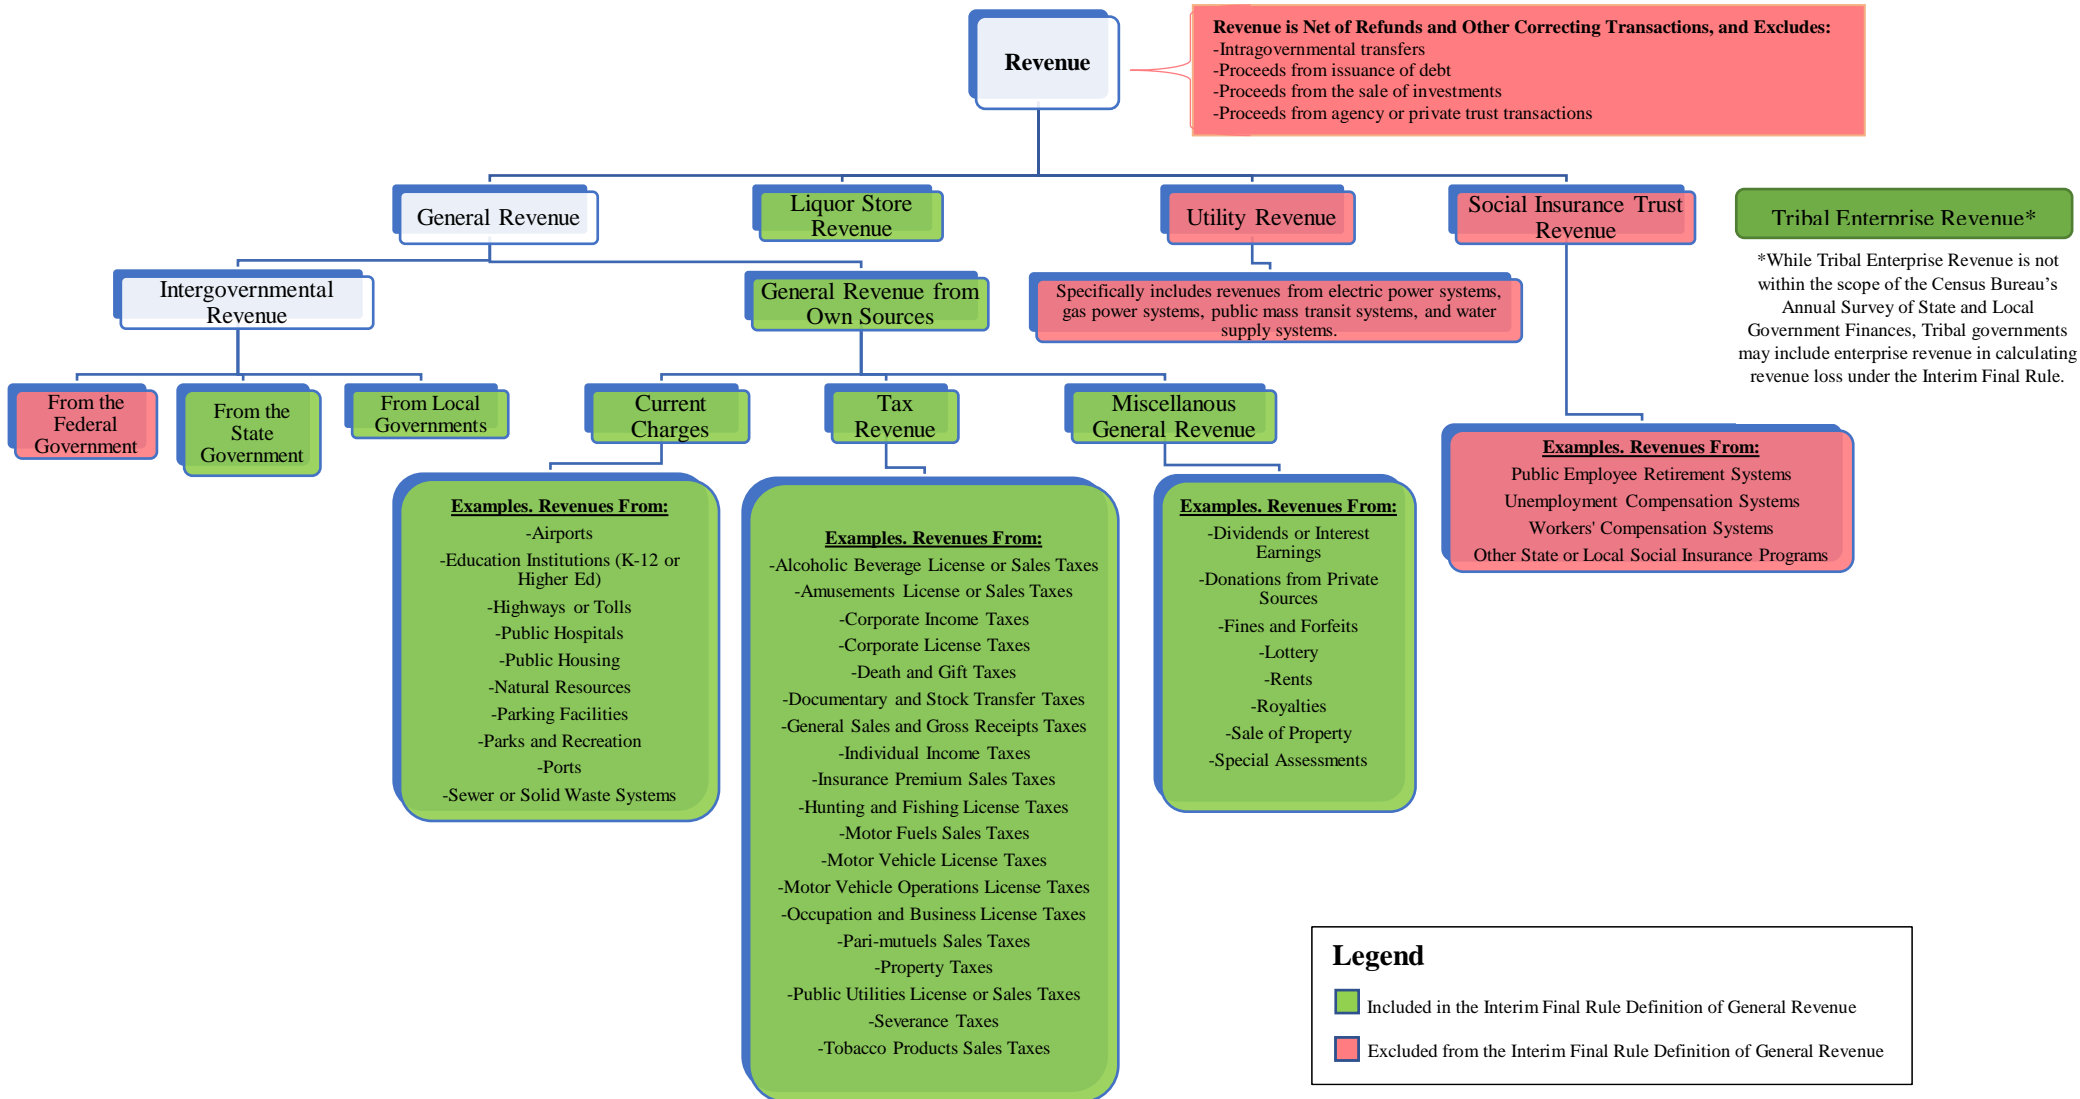 Revenue
Revenue is Net of Refunds and Other Correcting Transactions, and Excludes:
-Intragovernmental transfers
-Proceeds from issuance of debt
-Proceeds from the sale of investments
-Proceeds from agency or private trust transactions
General Revenue
Liquor Store
Revenue
Utility Revenue
Social Insurance Trust
Revenue
Tribal Enterprise Revenue*
*While Tribal Enterprise Revenue is not
within the scope of the Census Bureau’s
Annual Survey of State and Local
Government Finances, Tribal governments
may include enterprise revenue in calculating
revenue loss under the Interim Final Rule.
Intergovernmental
Revenue
General Revenue from
Own Sources
Specifically includes revenues from electric power systems,
gas power systems, public mass transit systems, and water
supply systems.
From the
Federal
Government
From the
State
Government
From Local
Governments
Current
Charges
Tax
Revenue
Miscellanous
General Revenue
Examples. Revenues From:
-Airports
-Education Institutions (K-12 or
Higher Ed)
-Highways or Tolls
-Public Hospitals
-Public Housing
-Natural Resources
-Parking Facilities
-Parks and Recreation
-Ports
-Sewer or Solid Waste Systems
Examples. Revenues From:
-Alcoholic Beverage License or Sales Taxes
-Amusements License or Sales Taxes
-Corporate Income Taxes
-Corporate License Taxes
-Death and Gift Taxes
-Documentary and Stock Transfer Taxes
-General Sales and Gross Receipts Taxes
-Individual Income Taxes
-Insurance Premium Sales Taxes
-Hunting and Fishing License Taxes
-Motor Fuels Sales Taxes
-Motor Vehicle License Taxes
-Motor Vehicle Operations License Taxes
-Occupation and Business License Taxes
-Pari-mutuels Sales Taxes
-Property Taxes
-Public Utilities License or Sales Taxes
-Severance Taxes
-Tobacco Products Sales Taxes
Examples. Revenues From:
-Dividends or Interest
Earnings
-Donations from Private
Sources
-Fines and Forfeits
-Lottery
-Rents
-Royalties
-Sale of Property
-Special Assessments
Examples. Revenues From:
Public Employee Retirement Systems
Unemployment Compensation Systems
Workers' Compensation Systems
Other State or Local Social Insurance Programs
Legend
Included in the Interim Final Rule Definition of General Revenue
Excluded from the Interim Final Rule Definition of General Revenue